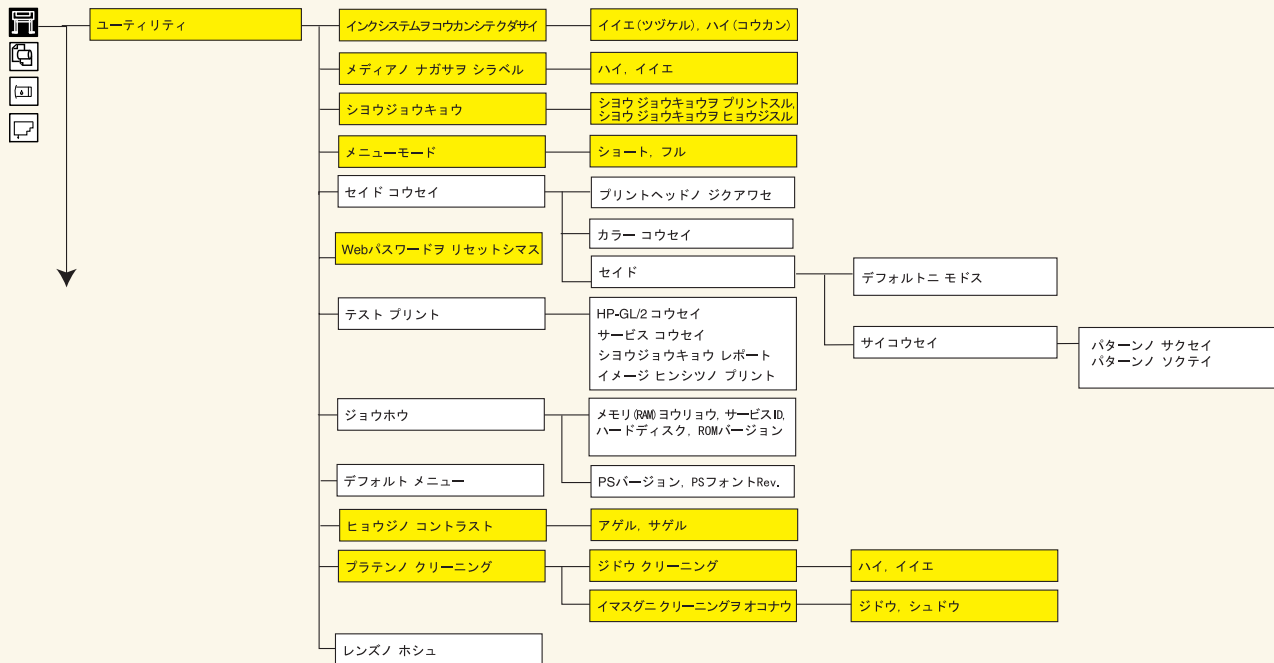 ユーティリティ
インクシステムヲコウカンシテクダサイ
イイエ(ツヅケル), ハイ(コウカン)
メディアノ ナガサヲ シラベル
ハイ, イイエ
シヨウジョウキョウ
シヨウ ジョウキョウヲ プリントスル,
シヨウ ジョウキョウヲ ヒョウジスル
メニューモード
ショート, フル
セイド コウセイ
プリントヘッドノ ジクアワセ
カラー コウセイ
セイド
デフォルトニ モドス
サイコウセイ
パターンノ サクセイ
パターンノ ソクテイ
Webパスワードヲ リセットシマス
テスト プリント
HP-GL/2 コウセイ
サービス コウセイ
シヨウジョウキョウ レポート
イメージ ヒンシツノ プリント
ジョウホウ
メモリ(RAM)ヨウリョウ, サービスID,
ハードディスク, ROMバージョン
PSバージョン, PSフォントRev.
デフォルト メニュー
ヒョウジノ コントラスト
アゲル, サゲル
プラテンノ クリーニング
ジドウ クリーニング
ハイ, イイエ
イマスグニ クリーニングヲ オコナウ
ジドウ, シュドウ
レンズノ ホシュ